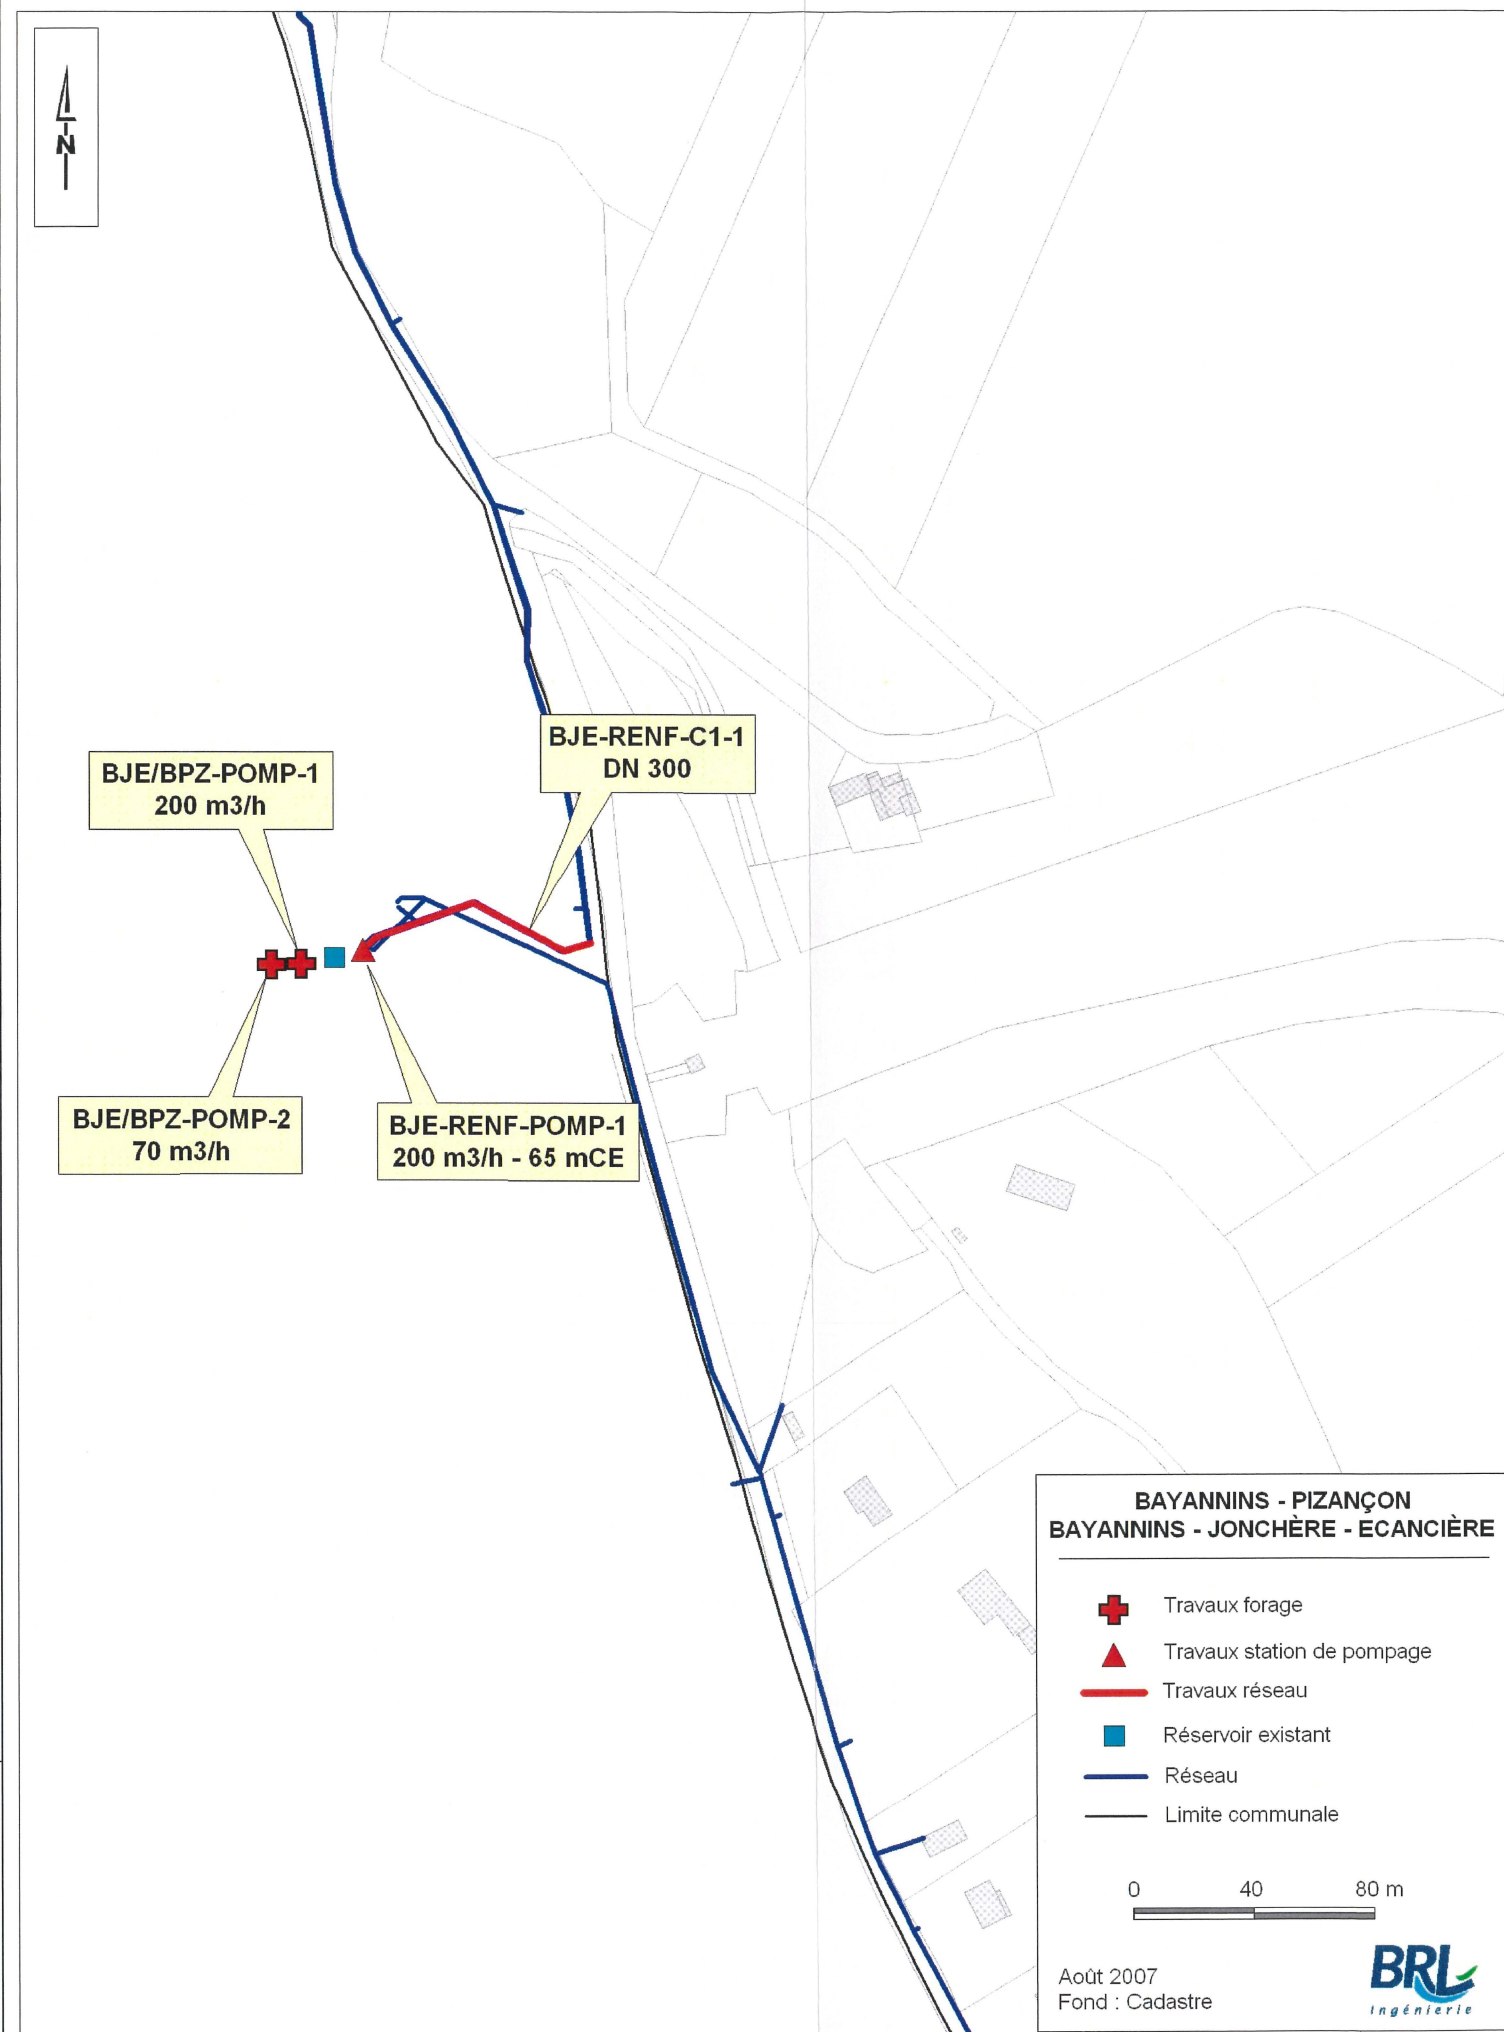 N
BJE-RENF-C1-1
DN 300
BJE/BPZ-POMP-1
200 m3/h
BJE/BPZ-POMP-2
70 m3/h
BJE-RENF-POMP-1
200 m3/h - 65 mCE
BAYANNINS - PIZANÇON
BAYANNINS - JONCHÈRE - ECANCIÈRE
Travaux forage
Travaux station de pompage
Travaux réseau
Réservoir existant
Réseau
Limite communale
0 40 80 m
Août 2007
Fond : Cadastre
BRL
Ingénierie